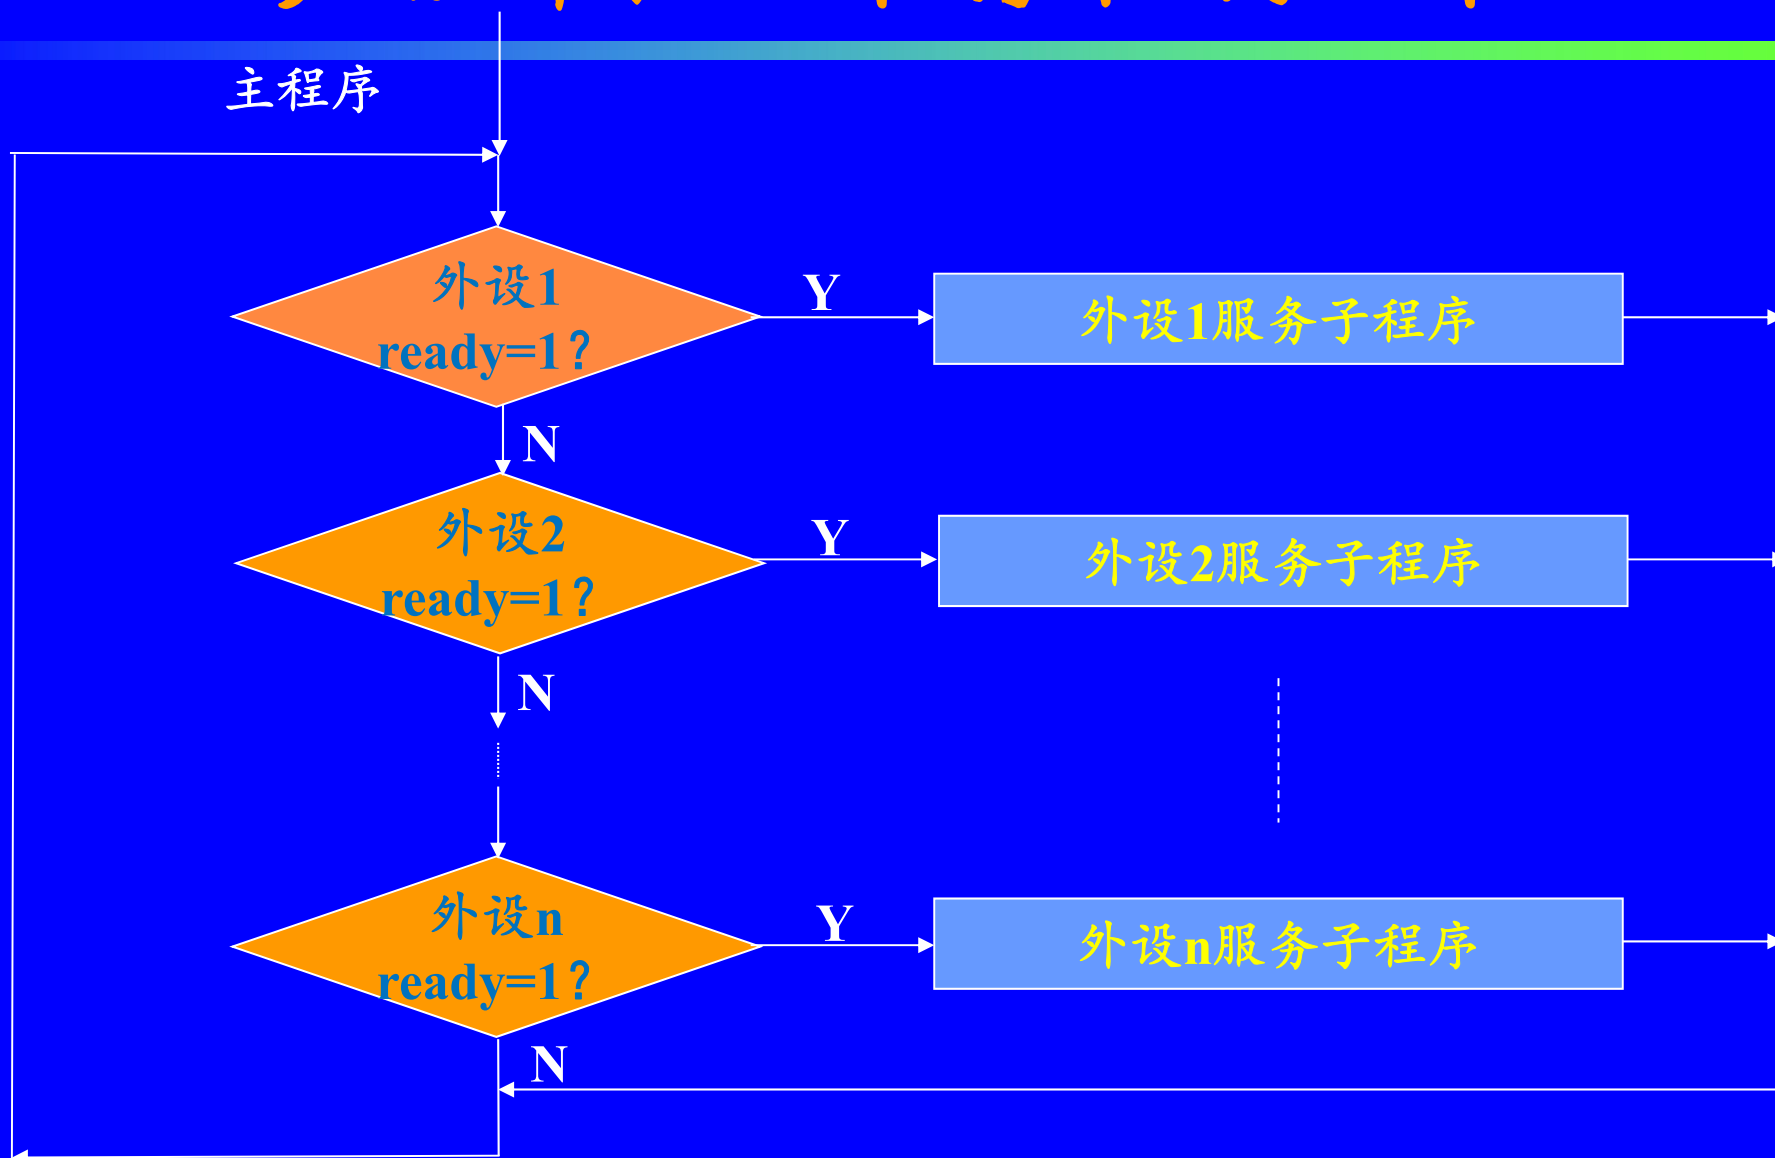 主程序
外设1
ready=1?
Y
外设1服务子程序
N
外设2
ready=1?
Y
外设2服务子程序
N
外设n
ready=1?
Y
外设n服务子程序
N